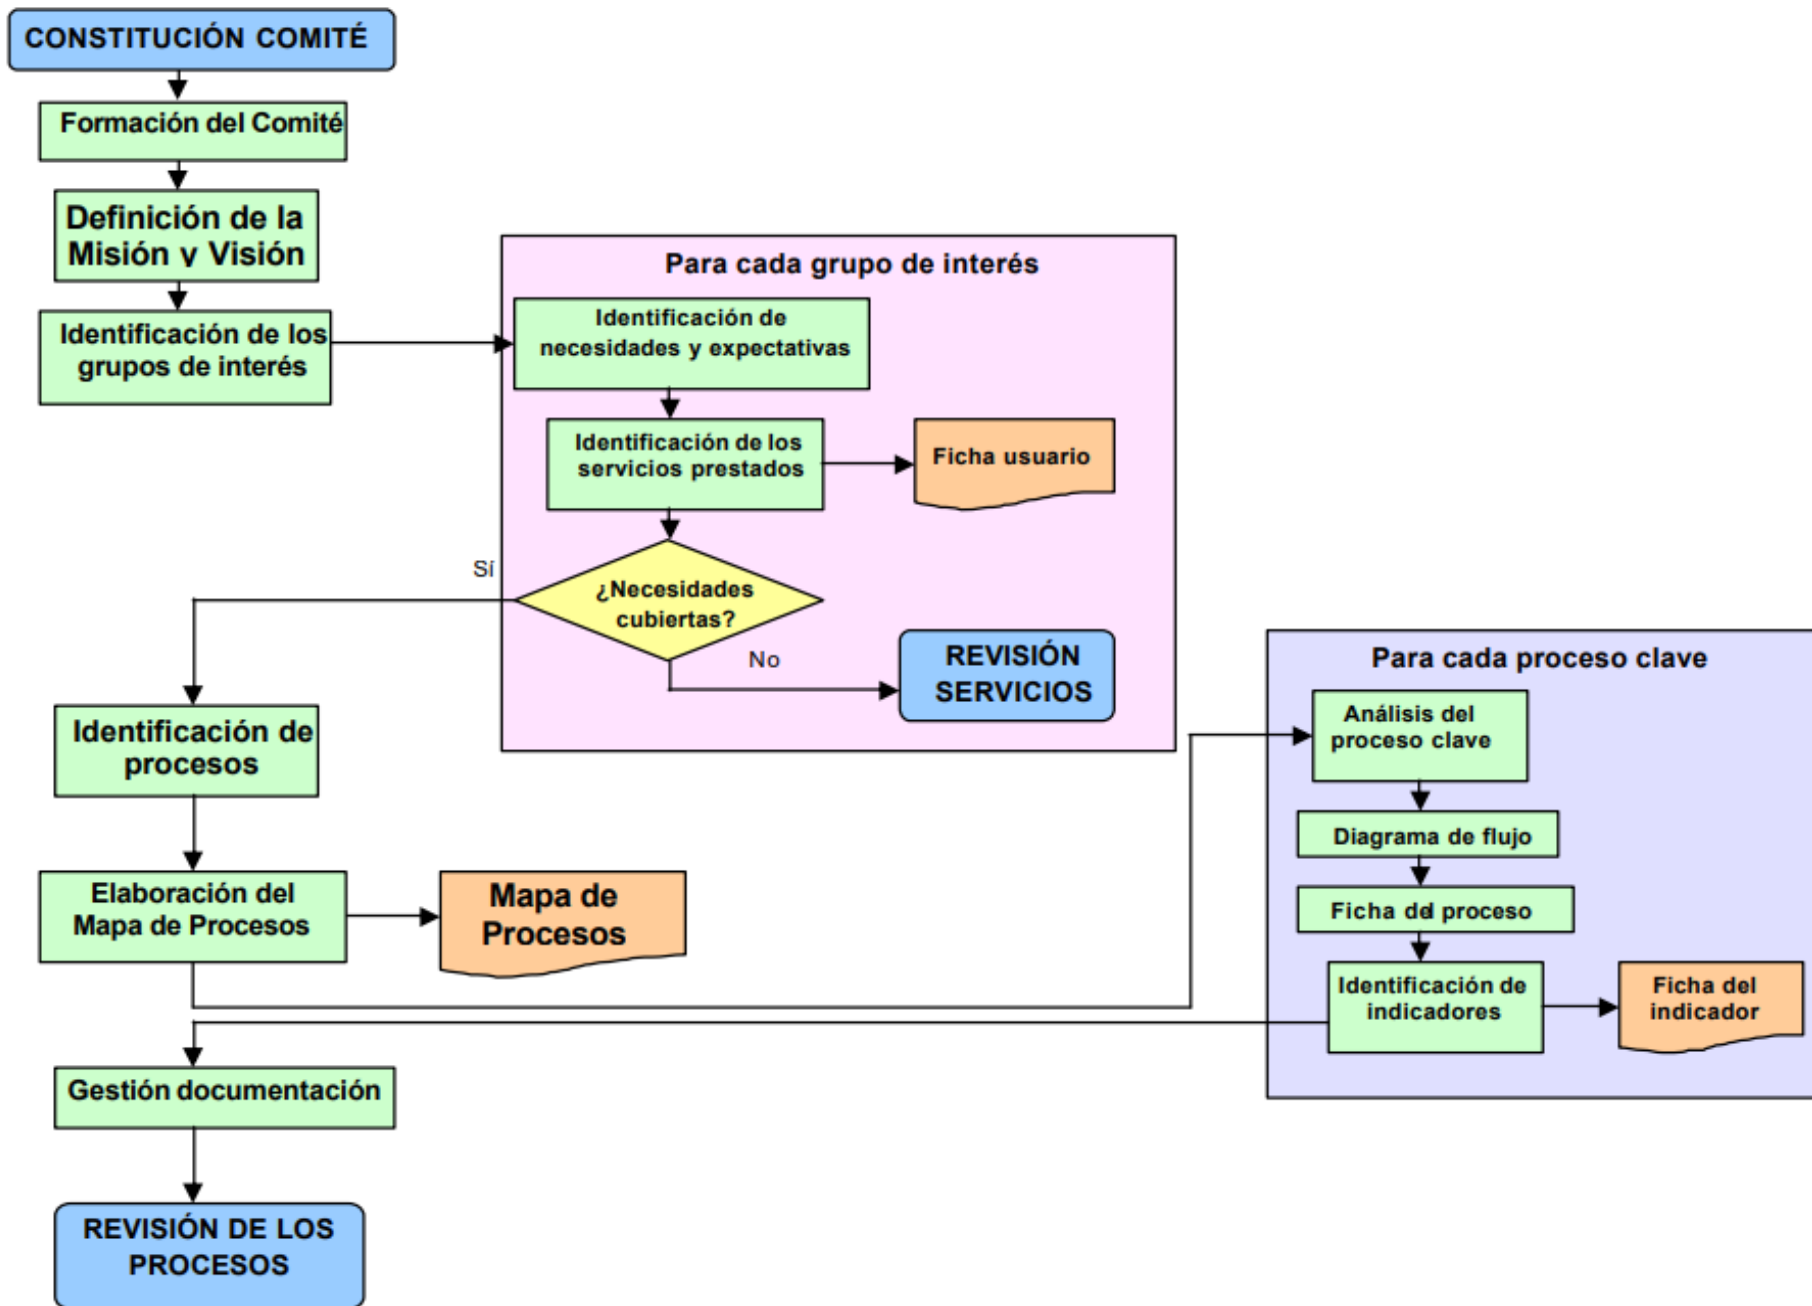 CONSTITUCIÓN COMITÉ
Formación del Comité
Definición de la
Misión y Visión
Identificación de los
grupos de interés
Para cada grupo de interés
Identificación de
necesidades y expectativas
Identificación de los
servicios prestados
Ficha usuario
Sí
¿Necesidades
cubiertas?
No
REVISIÓN
SERVICIOS
Identificación de
procesos
Elaboración del
Mapa de Procesos
Mapa de
Procesos
Para cada proceso clave
Análisis del
proceso clave
Diagrama de flujo
Ficha del proceso
Identificación de
indicadores
Ficha del
indicador
Gestión documentación
REVISIÓN DE LOS
PROCESOS